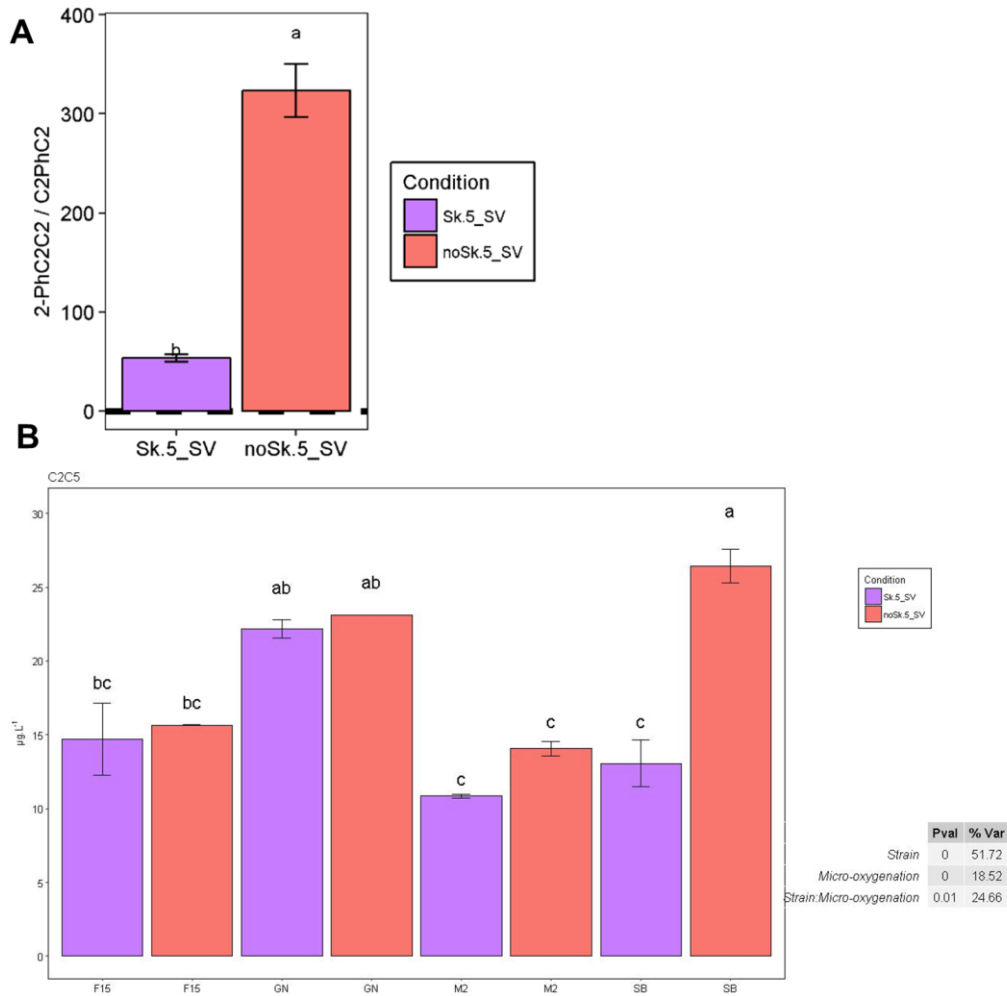 A
400
300
200
100
0
2-PhC2C2 / C2PhC2
a
b
Sk.5_SV
noSk.5_SV
Condition
Sk.5_SV
noSk.5_SV
B
C2C5
30
25
20
15
10
5
0
µg.L⁻¹
bc
bc
ab
ab
c
c
c
a
F15
F15
GN
GN
M2
M2
SB
SB
Condition
Sk.5_SV
noSk.5_SV
Pval % Var
Strain 0 51.72
Micro-oxygenation 0 18.52
Strain:Micro-oxygenation 0.01 24.66